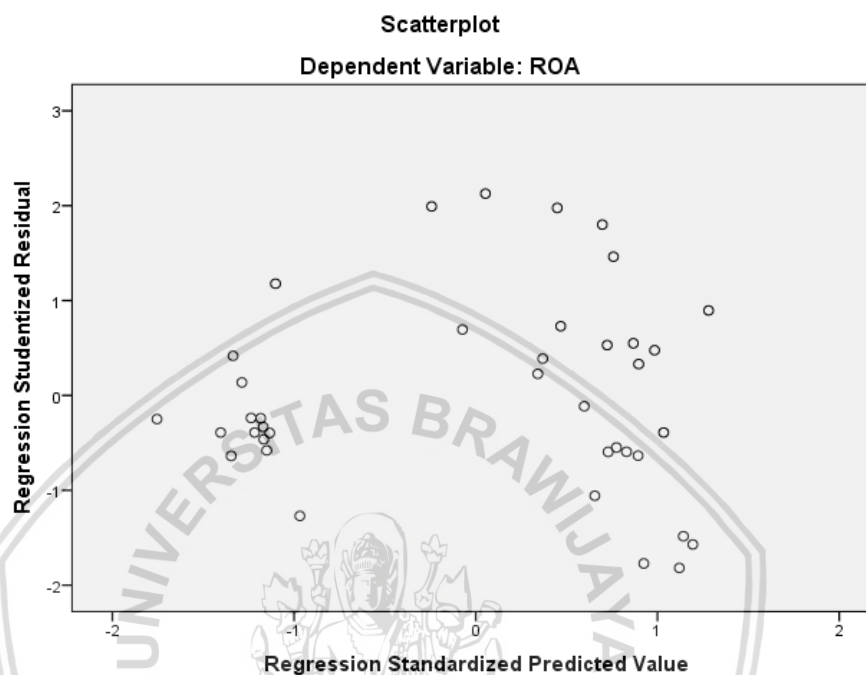 Scatterplot
Dependent Variable: ROA
Regression Studentized Residual
3
2
1
0
-1
-2
-2 -1 0 1 2
Regression Standardized Predicted Value
UNIVERSITAS BRAWIJAYA